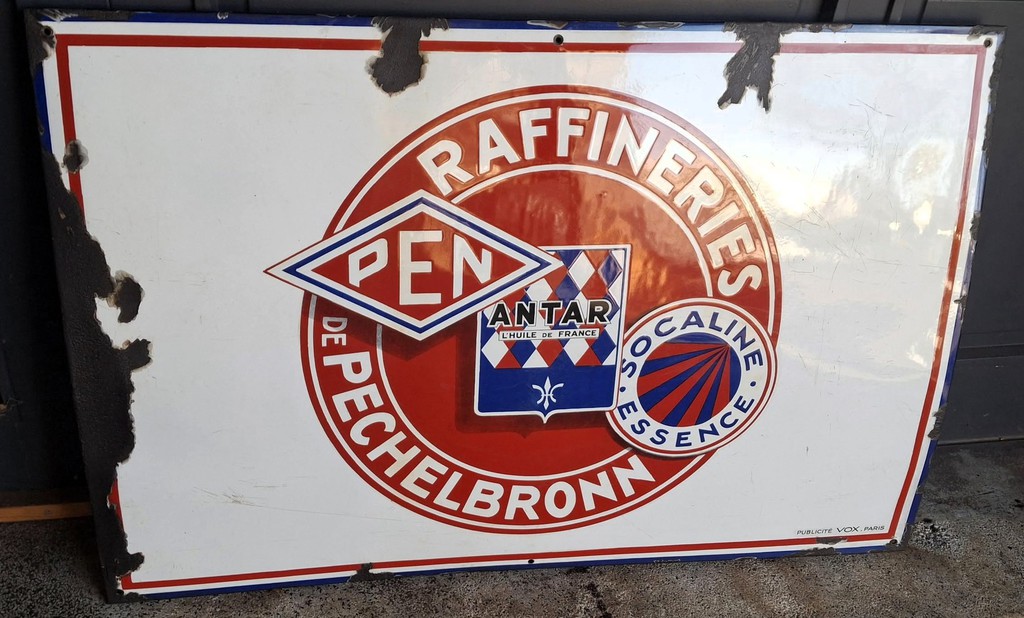 RAFFINERIES
DE PECHELBRONN
PEN
ANTAR
L'HUILE DE FRANCE
SOCALINE
· ESSENCE ·
PUBLICITÉ VOX. PARIS